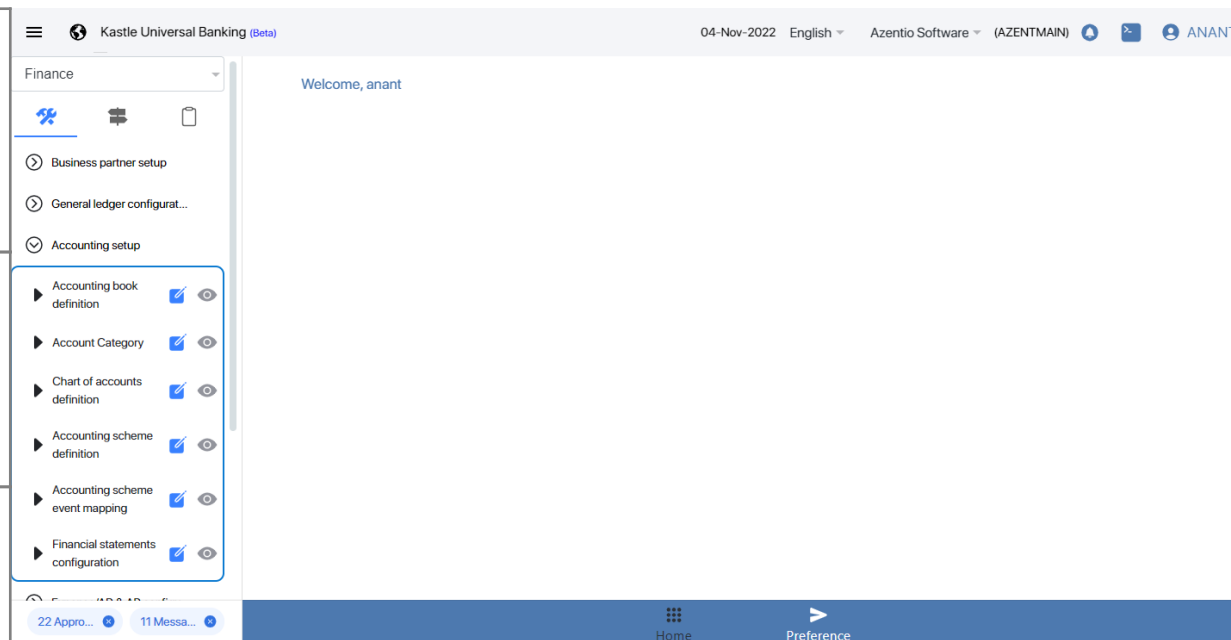 Kastle Universal Banking (Beta)
04-Nov-2022 English Azentio Software (AZENTMAIN) ANANT
Finance
Welcome, anant
Business partner setup
General ledger configurat...
Accounting setup
Accounting book
definition
Account Category
Chart of accounts
definition
Accounting scheme
definition
Accounting scheme
event mapping
Financial statements
configuration
22 Appro... 11 Messa...
Home Preference